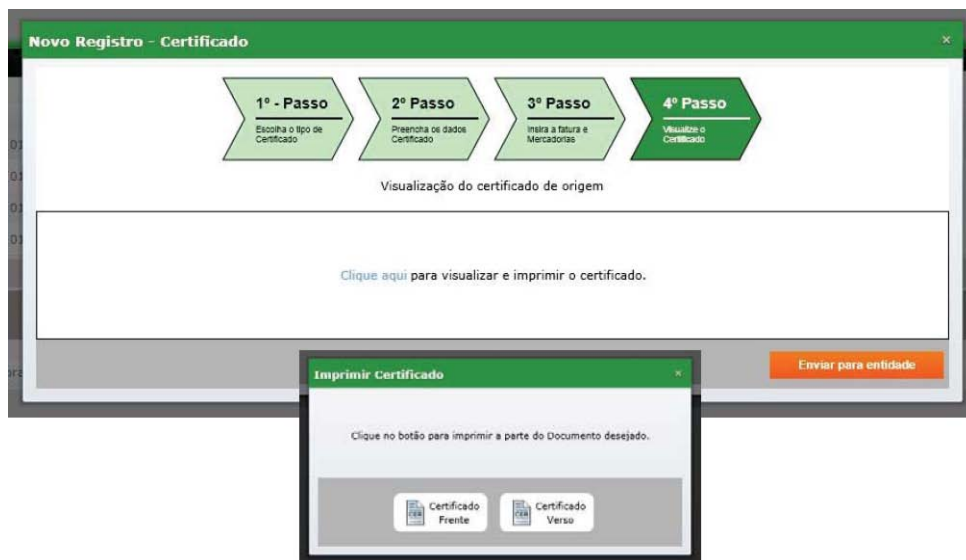 Novo Registro - Certificado
1º - Passo
Escolha o tipo de
Certificado
2º Passo
Preencha os dados
Certificado
3º Passo
Insira a fatura e
Mercadorias
4º Passo
Visualize o
Certificado
Visualização do certificado de origem
Clique aqui para visualizar e imprimir o certificado.
Enviar para entidade
Imprimir Certificado
Clique no botão para imprimir a parte do Documento desejado.
Certificado
Frente
Certificado
Verso